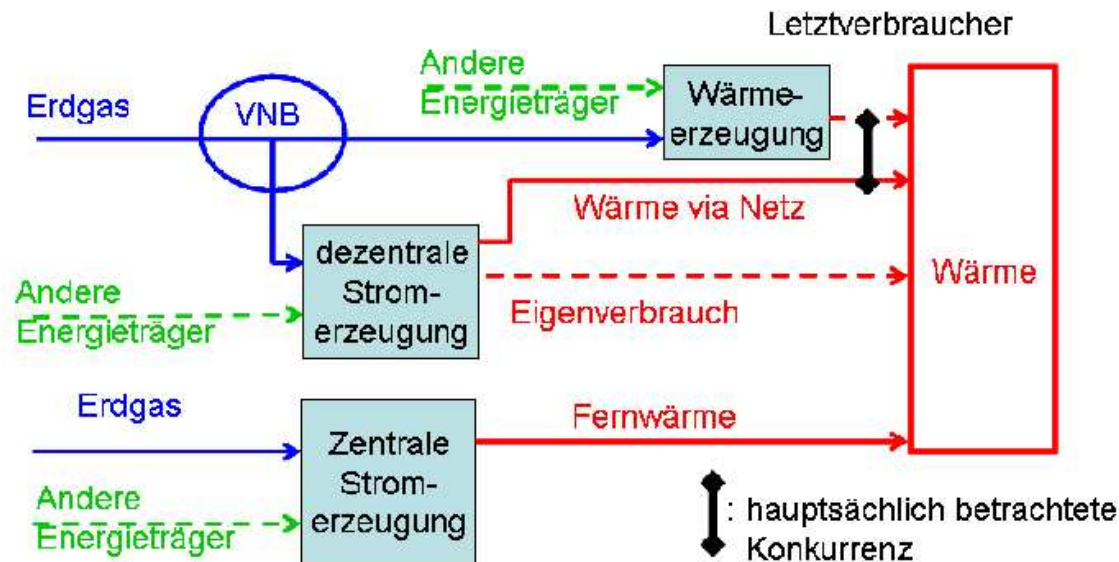 Letztverbraucher
Andere
Energieträger
Erdgas
VNB
Wärme-
erzeugung
Wärme via Netz
dezentrale
Strom-
erzeugung
Wärme
Andere
Energieträger
Eigenverbrauch
Erdgas
Fernwärme
Zentrale
Strom-
erzeugung
Andere
Energieträger
: hauptsächlich betrachtete
Konkurrenz